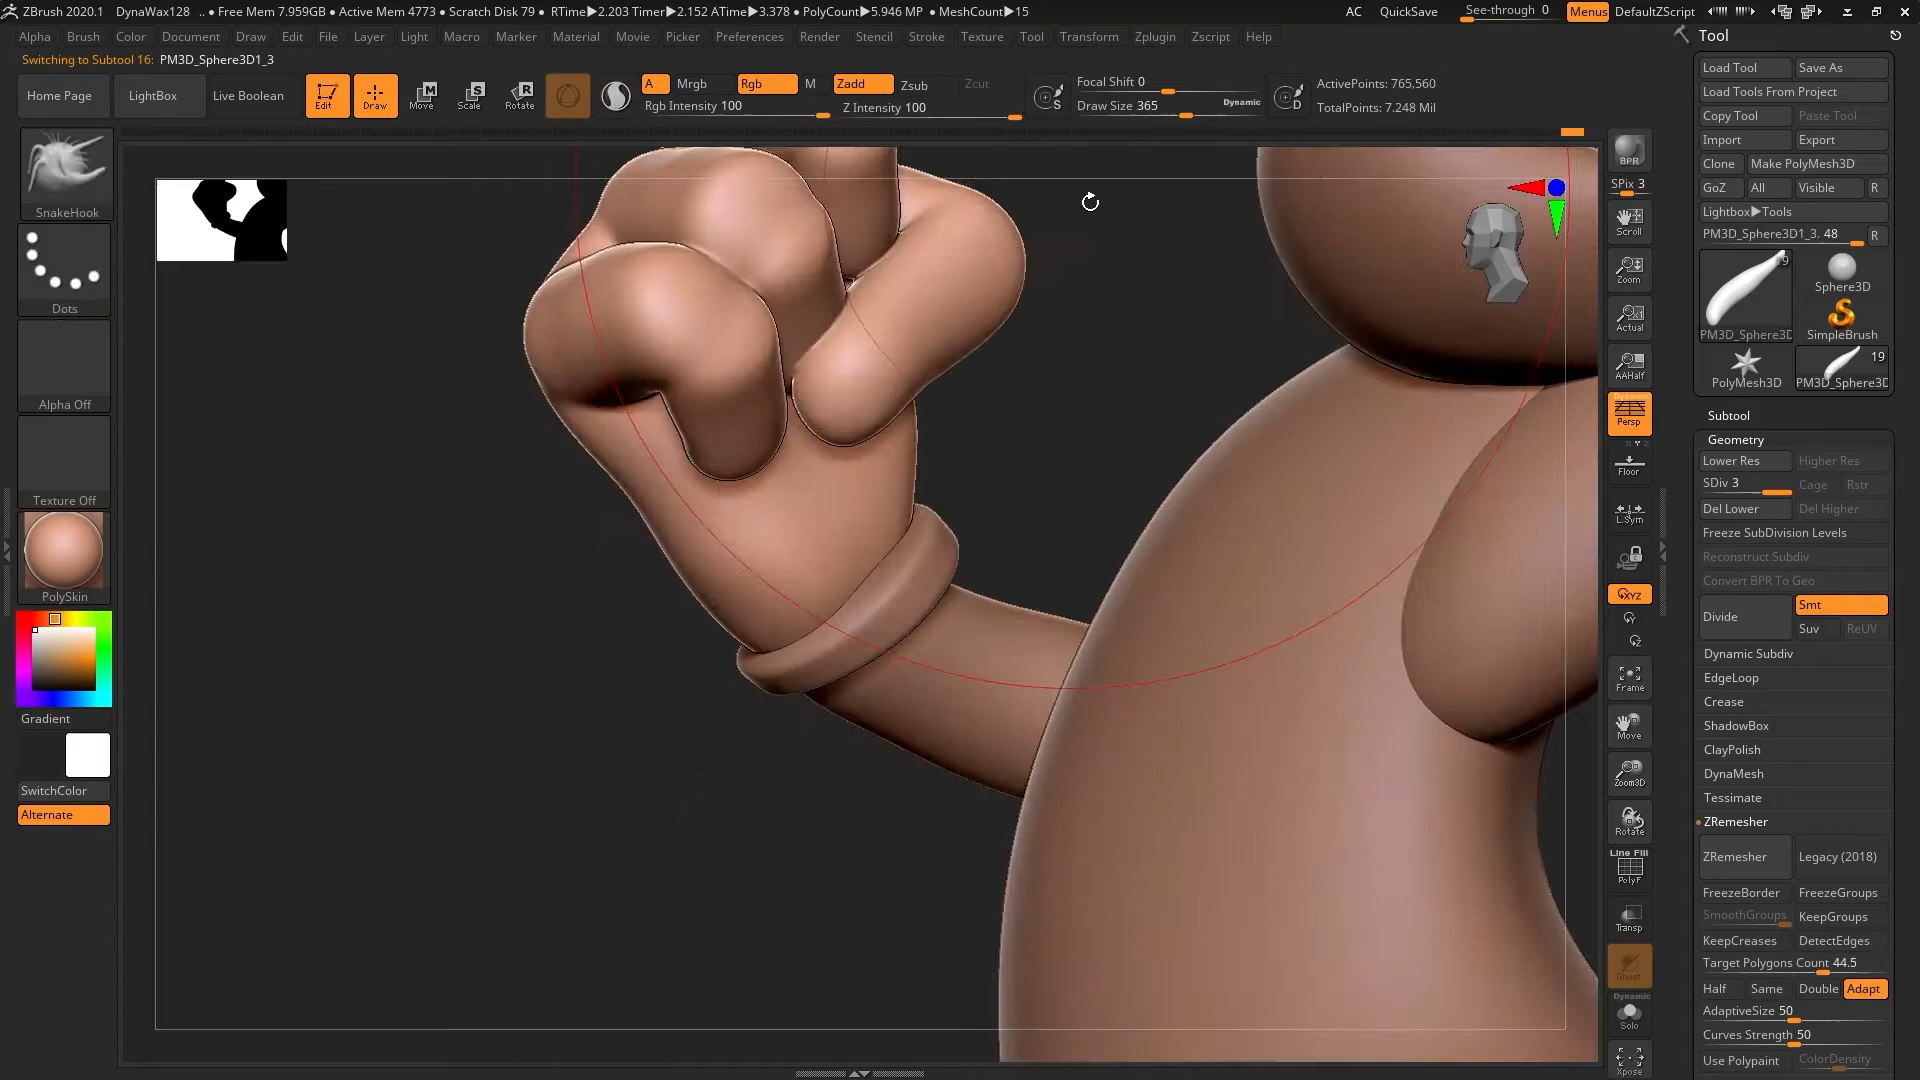 ZBrush 2020.1 DynaWax128 .. ● Free Mem 7.959GB ● Active Mem 4773 ● Scratch Disk 79 ● RTime▶2.203 Timer▶2.152 ATime▶3.378 ● PolyCount▶5.946 MP ● MeshCount▶15 AC QuickSave See-through 0 Menus DefaultZScript
Alpha Brush Color Document Draw Edit File Layer Light Macro Marker Material Movie Picker Preferences Render Stencil Stroke Texture Tool Transform Zplugin Zscript Help
Switching to Subtool 16: PM3D_Sphere3D1_3
Home Page LightBox Live Boolean Edit Draw Move Scale Rotate
A Mrgb Rgb M Zadd Zsub Zcut
Rgb Intensity 100 Z Intensity 100
Focal Shift 0
Draw Size 365 Dynamic
S D
ActivePoints: 765,560
TotalPoints: 7.248 Mil
SnakeHook
Dots
Alpha Off
Texture Off
PolySkin
Gradient
SwitchColor
Alternate
BPR
SPix 3
Scroll
Zoom
Actual
AAHalf
Dynamic
Persp
Floor
L.Sym
XYZ
Frame
Move
Zoom3D
Rotate
Line Fill
PolyF
Transp
Ghost
Dynamic
Solo
Xpose
Tool
Load Tool Save As
Load Tools From Project
Copy Tool Paste Tool
Import Export
Clone Make PolyMesh3D
GoZ All Visible R
Lightbox▶Tools
PM3D_Sphere3D1_3. 48 R
19
PM3D_Sphere3D Sphere3D
SimpleBrush
PolyMesh3D 19
PM3D_Sphere3D
Subtool
Geometry
Lower Res Higher Res
SDiv 3 Cage Rstr
Del Lower Del Higher
Freeze SubDivision Levels
Reconstruct Subdiv
Convert BPR To Geo
Divide Smt
Suv ReUV
Dynamic Subdiv
EdgeLoop
Crease
ShadowBox
ClayPolish
DynaMesh
Tessimate
ZRemesher
ZRemesher Legacy (2018)
FreezeBorder FreezeGroups
SmoothGroups KeepGroups
KeepCreases DetectEdges
Target Polygons Count 44.5
Half Same Double Adapt
AdaptiveSize 50
Curves Strength 50
Use Polypaint ColorDensity